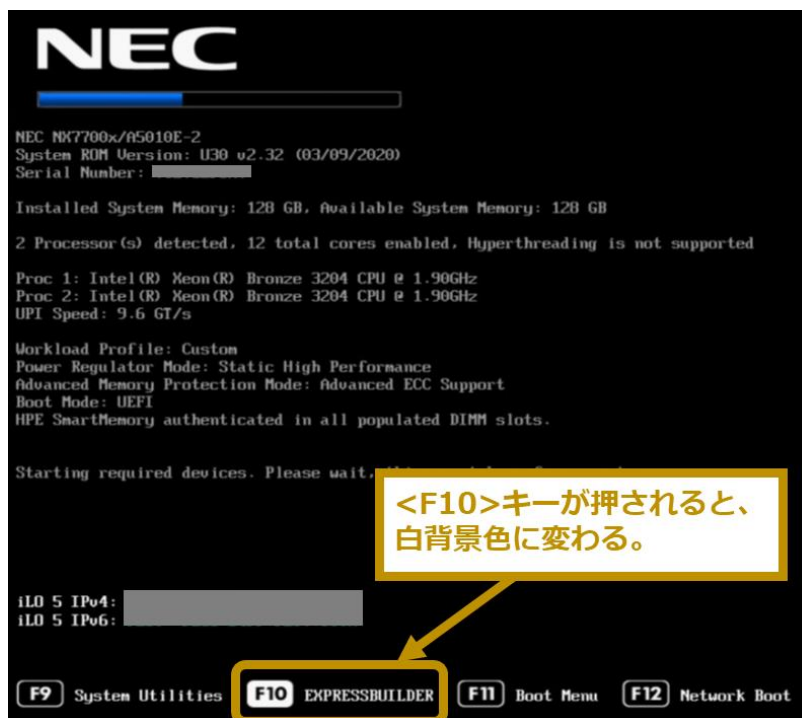 NEC
NEC NX7700x/A5010E-2
System ROM Version: U30 v2.32 (03/09/2020)
Serial Number:
Installed System Memory: 128 GB, Available System Memory: 128 GB
2 Processor(s) detected, 12 total cores enabled, Hyperthreading is not supported
Proc 1: Intel(R) Xeon(R) Bronze 3204 CPU @ 1.90GHz
Proc 2: Intel(R) Xeon(R) Bronze 3204 CPU @ 1.90GHz
UPI Speed: 9.6 GT/s
Workload Profile: Custom
Power Regulator Mode: Static High Performance
Advanced Memory Protection Mode: Advanced ECC Support
Boot Mode: UEFI
HPE SmartMemory authenticated in all populated DIMM slots.
Starting required devices. Please wait,
<F10>キーが押されると、
白背景色に変わる。
iLO 5 IPv4:
iLO 5 IPv6:
F9 System Utilities F10 EXPRESSBUILDER F11 Boot Menu F12 Network Boot